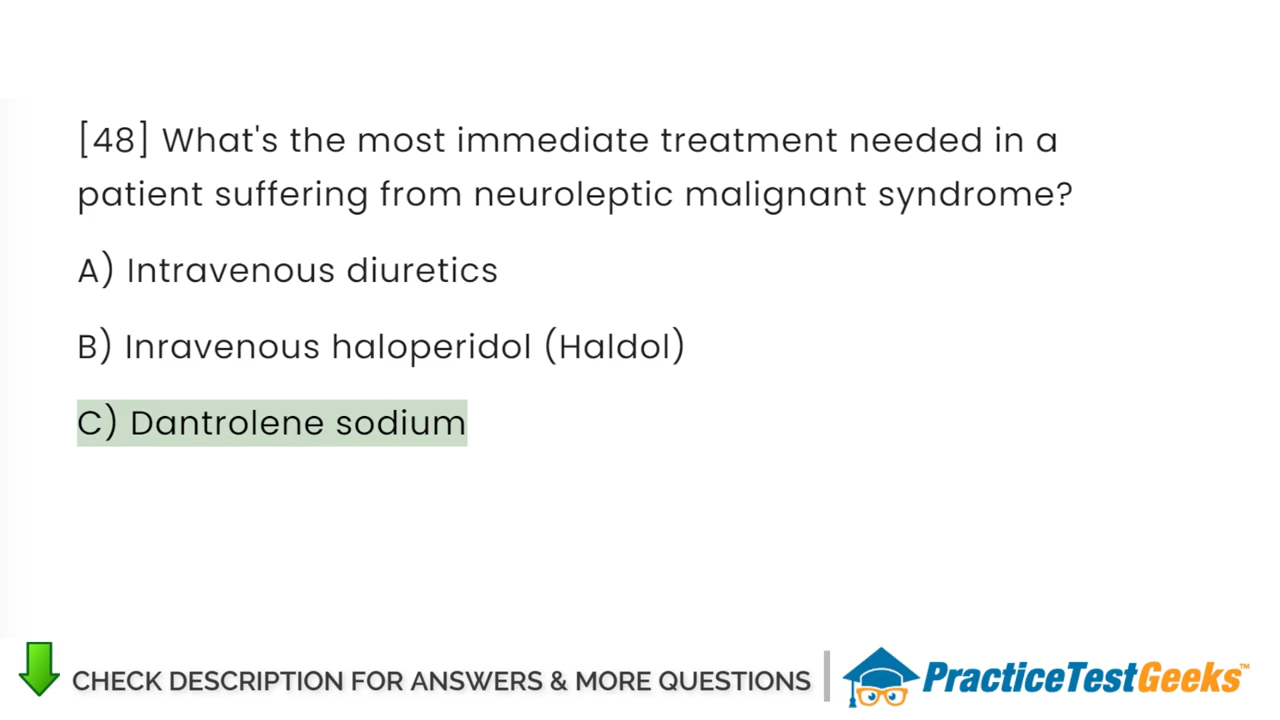 [48] What's the most immediate treatment needed in a
patient suffering from neuroleptic malignant syndrome?
A) Intravenous diuretics
B) Inravenous haloperidol (Haldol)
C) Dantrolene sodium
CHECK DESCRIPTION FOR ANSWERS & MORE QUESTIONS
PracticeTestGeeks™